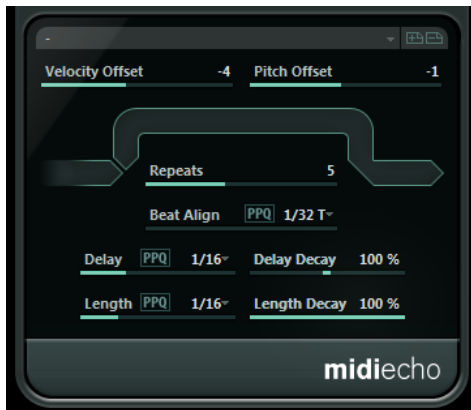 -
Velocity Offset -4 Pitch Offset -1
Repeats 5
Beat Align PPQ 1/32 T
Delay PPQ 1/16 Delay Decay 100 %
Length PPQ 1/16 Length Decay 100 %
midiecho